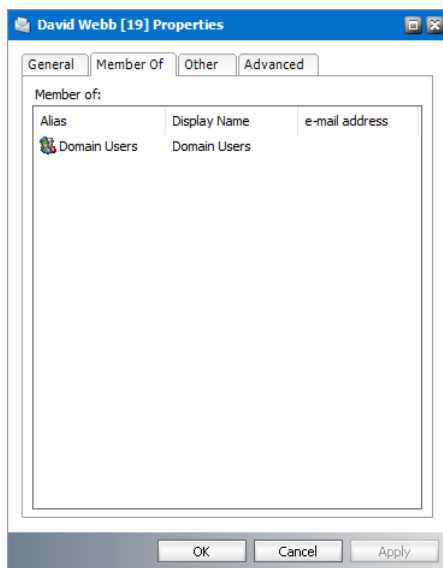 David Webb [19] Properties
General Member Of Other Advanced
Member of:
Alias Display Name e-mail address
Domain Users Domain Users
OK Cancel Apply